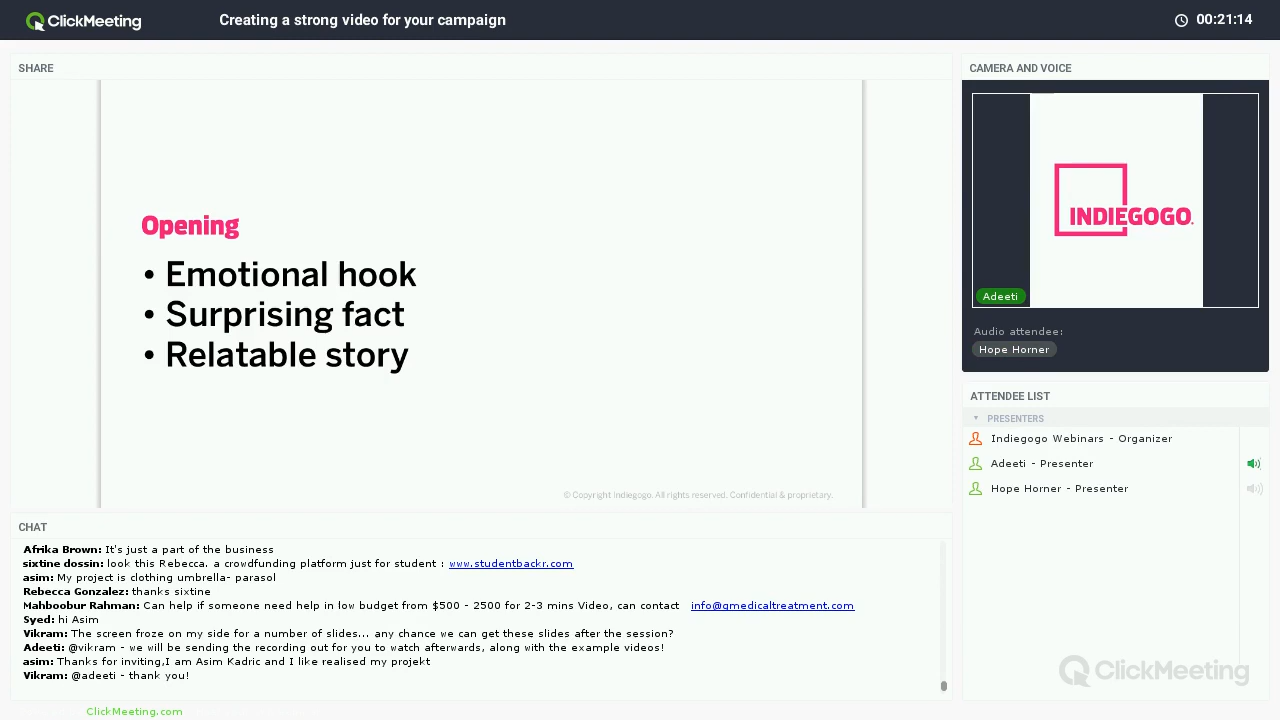 ClickMeeting
Creating a strong video for your campaign
00:21:14
SHARE
Opening
• Emotional hook
• Surprising fact
• Relatable story
© Copyright Indiegogo. All rights reserved. Confidential & proprietary.
CAMERA AND VOICE
INDIEGOGO.
Adeeti
Audio attendee:
Hope Horner
ATTENDEE LIST
PRESENTERS
Indiegogo Webinars - Organizer
Adeeti - Presenter
Hope Horner - Presenter
CHAT
Afrika Brown: It's just a part of the business
sixtine dossin: look this Rebecca. a crowdfunding platform just for student : www.studentbackr.com
asim: My project is clothing umbrella- parasol
Rebecca Gonzalez: thanks sixtine
Mahboobur Rahman: Can help if someone need help in low budget from $500 - 2500 for 2-3 mins Video, can contact info@gmedicaltreatment.com
Syed: hi Asim
Vikram: The screen froze on my side for a number of slides... any chance we can get these slides after the session?
Adeeti: @vikram - we will be sending the recording out for you to watch afterwards, along with the example videos!
asim: Thanks for inviting,I am Asim Kadric and I like realised my projekt
Vikram: @adeeti - thank you!
ClickMeeting
ClickMeeting.com